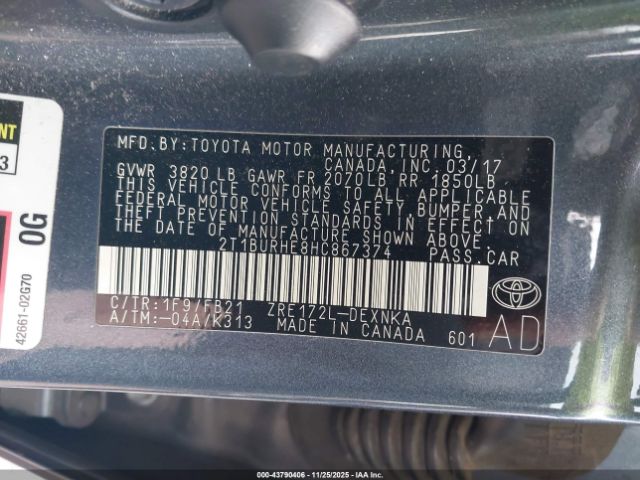 MFD. BY: TOYOTA MOTOR MANUFACTURING,
CANADA, INC. 03/17
GVWR 3820 LB GAWR FR 2070LB RR 1850LB
THIS VEHICLE CONFORMS TO ALL APPLICABLE
FEDERAL MOTOR VEHICLE SAFETY, BUMPER, AND
THEFT PREVENTION STANDARDS IN EFFECT ON
THE DATE OF MANUFACTURE SHOWN ABOVE.
2T1BURHE8HC867374 PASS.CAR
C/TR:1F9/FB21 ZRE172L-DEXNKA
A/TM:-04A/K313 MADE IN CANADA 601
AD
0G
42661-02G70
3
000-43790406 - 11/25/2025 - COPYRIGHT IAA